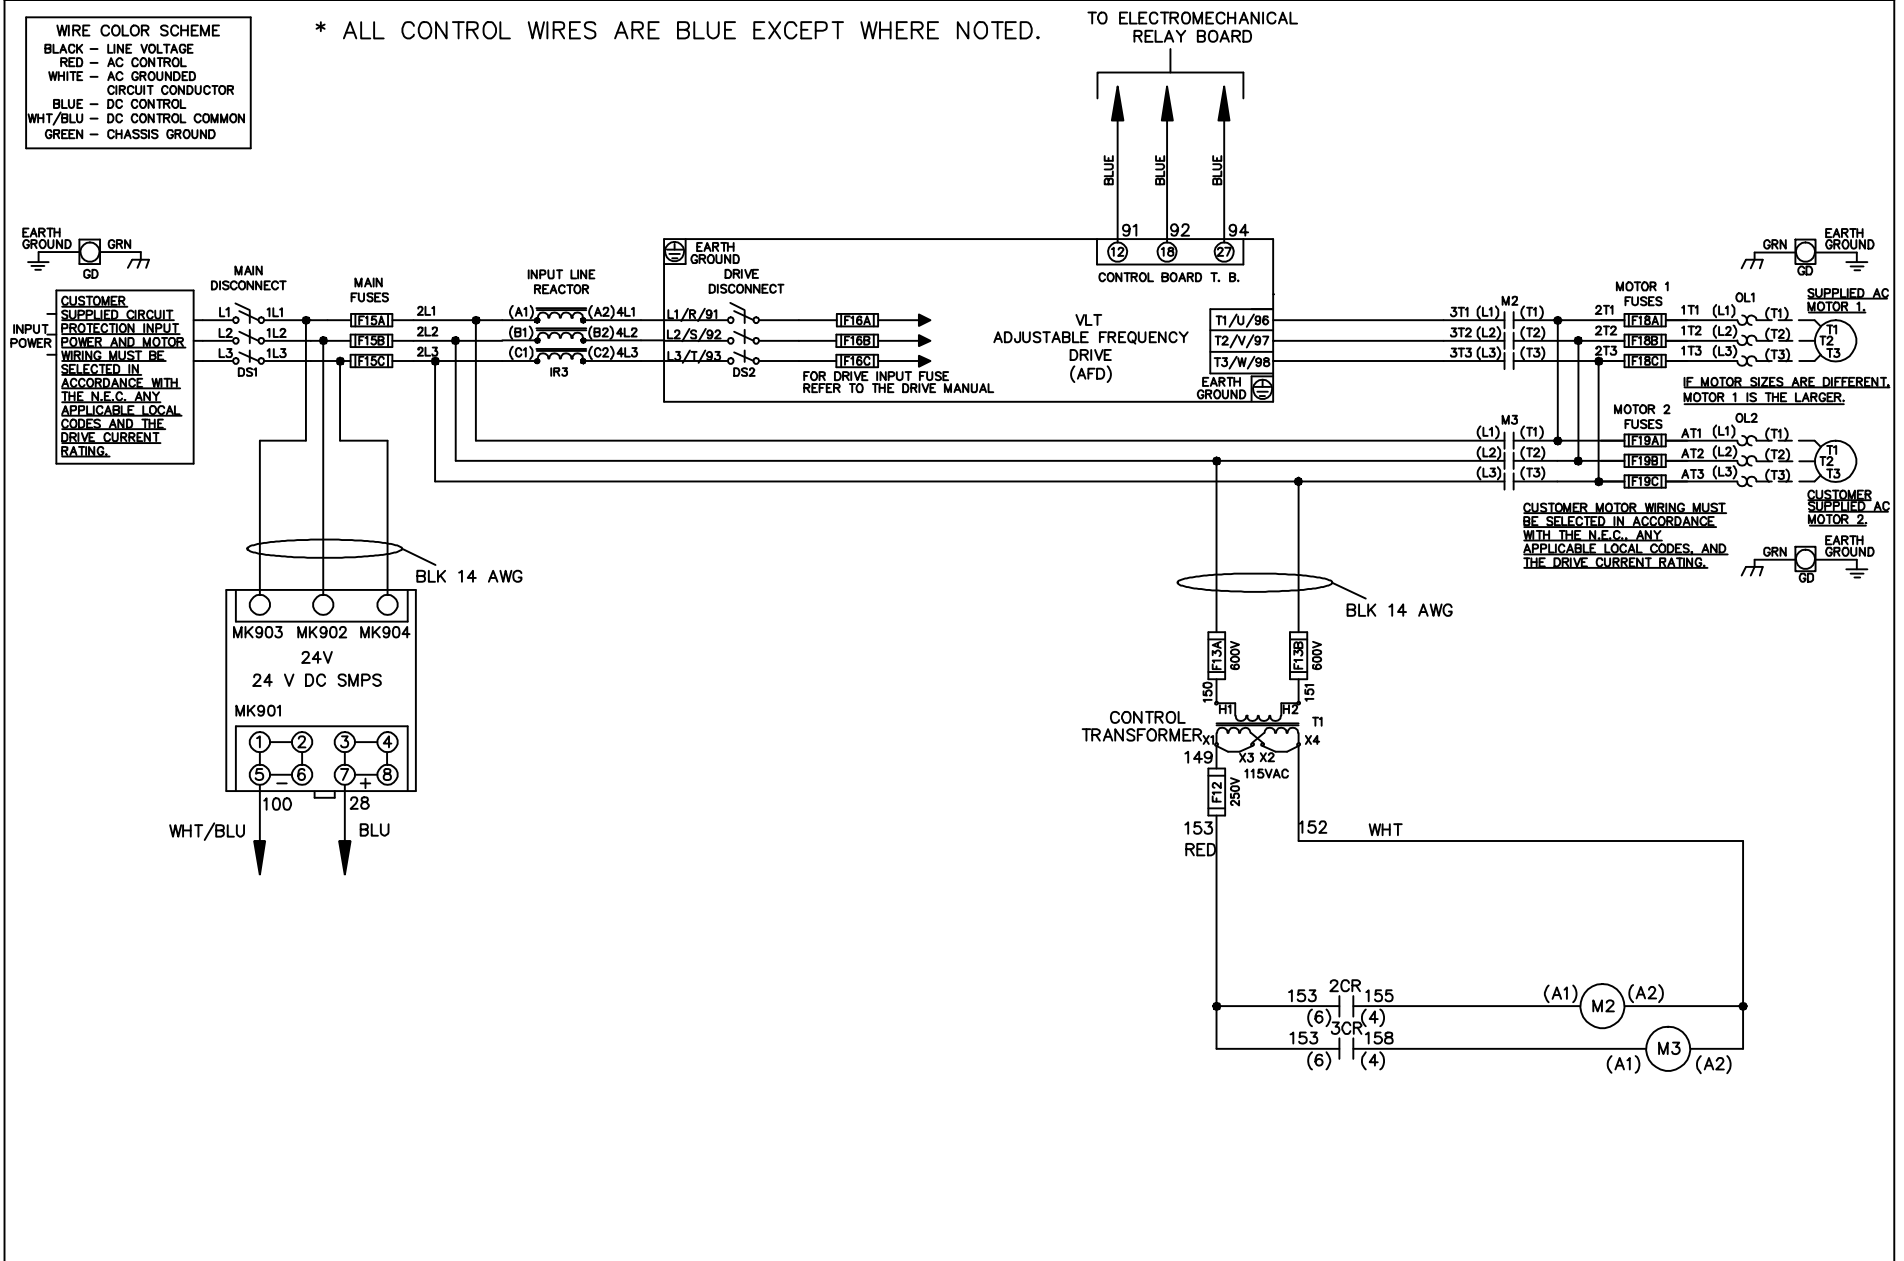 WIRE COLOR SCHEME
BLACK – LINE VOLTAGE
RED – AC CONTROL
WHITE – AC GROUNDED
CIRCUIT CONDUCTOR
BLUE – DC CONTROL
WHT/BLU – DC CONTROL COMMON
GREEN – CHASSIS GROUND
* ALL CONTROL WIRES ARE BLUE EXCEPT WHERE NOTED.
TO ELECTROMECHANICAL
RELAY BOARD
BLUE
BLUE
BLUE
91 92 94
12 18 27
CONTROL BOARD T. B.
EARTH
GROUND
GRN
GD
INPUT
POWER
CUSTOMER
SUPPLIED CIRCUIT
PROTECTION INPUT
POWER AND MOTOR
WIRING MUST BE
SELECTED IN
ACCORDANCE WITH
THE N.E.C. ANY
APPLICABLE LOCAL
CODES AND THE
DRIVE CURRENT
RATING.
MAIN
DISCONNECT
L1 1L1
L2 1L2
L3 1L3
DS1
MAIN
FUSES
F15A
F15B
F15C
2L1
2L2
2L3
INPUT LINE
REACTOR
(A1) (A2) 4L1
(B1) (B2) 4L2
(C1) (C2) 4L3
IR3
EARTH
GROUND
DRIVE
DISCONNECT
L1/R/91
L2/S/92
L3/T/93
DS2
F16A
F16B
F16C
FOR DRIVE INPUT FUSE
REFER TO THE DRIVE MANUAL
VLT
ADJUSTABLE FREQUENCY
DRIVE
(AFD)
T1/U/96
T2/V/97
T3/W/98
EARTH
GROUND
M2
3T1 (L1) (T1)
3T2 (L2) (T2)
3T3 (L3) (T3)
MOTOR 1
FUSES
2T1 F18A 1T1 (L1)
2T2 F18B 1T2 (L2)
2T3 F18C 1T3 (L3)
OL1
(T1)
(T2)
(T3)
T1
T2
T3
GRN
GD
EARTH
GROUND
SUPPLIED AC
MOTOR 1.
IF MOTOR SIZES ARE DIFFERENT,
MOTOR 1 IS THE LARGER.
M3
(L1) (T1)
(L2) (T2)
(L3) (T3)
MOTOR 2
FUSES
F19A AT1 (L1)
F19B AT2 (L2)
F19C AT3 (L3)
OL2
(T1)
(T2)
(T3)
T1
T2
T3
CUSTOMER
SUPPLIED AC
MOTOR 2.
GRN
GD
EARTH
GROUND
CUSTOMER MOTOR WIRING MUST
BE SELECTED IN ACCORDANCE
WITH THE N.E.C., ANY
APPLICABLE LOCAL CODES, AND
THE DRIVE CURRENT RATING.
BLK 14 AWG
MK903 MK902 MK904
24V
24 V DC SMPS
MK901
1 2 3 4
5 6 7 8
– +
100 28
WHT/BLU BLU
BLK 14 AWG
F13A
600V
F13B
600V
150
151
H1 H2
T1
CONTROL
TRANSFORMER
X1 X3 X2 X4
149
115VAC
F12
250V
153
RED
152 WHT
2CR
153 155
(6) (4)
(A1) M2 (A2)
3CR
153 158
(6) (4)
(A1) M3 (A2)